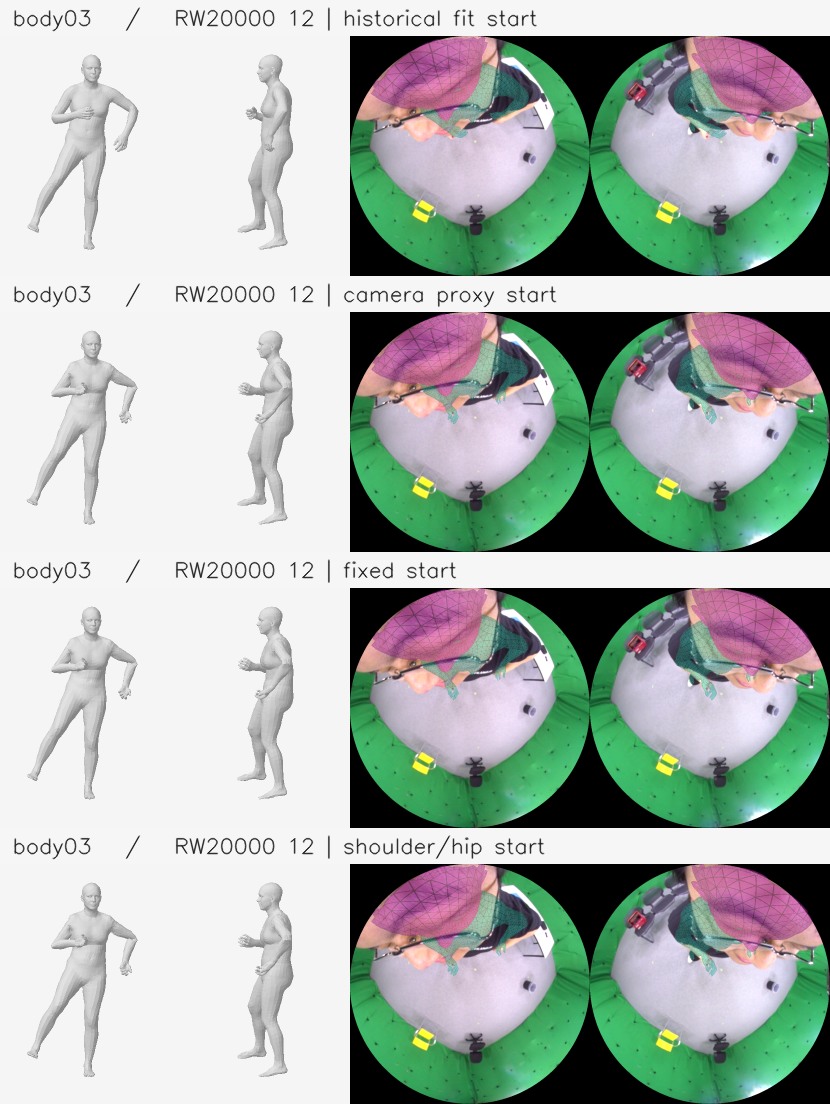 body03 / RW20000 12 | historical fit start
body03 / RW20000 12 | camera proxy start
body03 / RW20000 12 | fixed start
body03 / RW20000 12 | shoulder/hip start